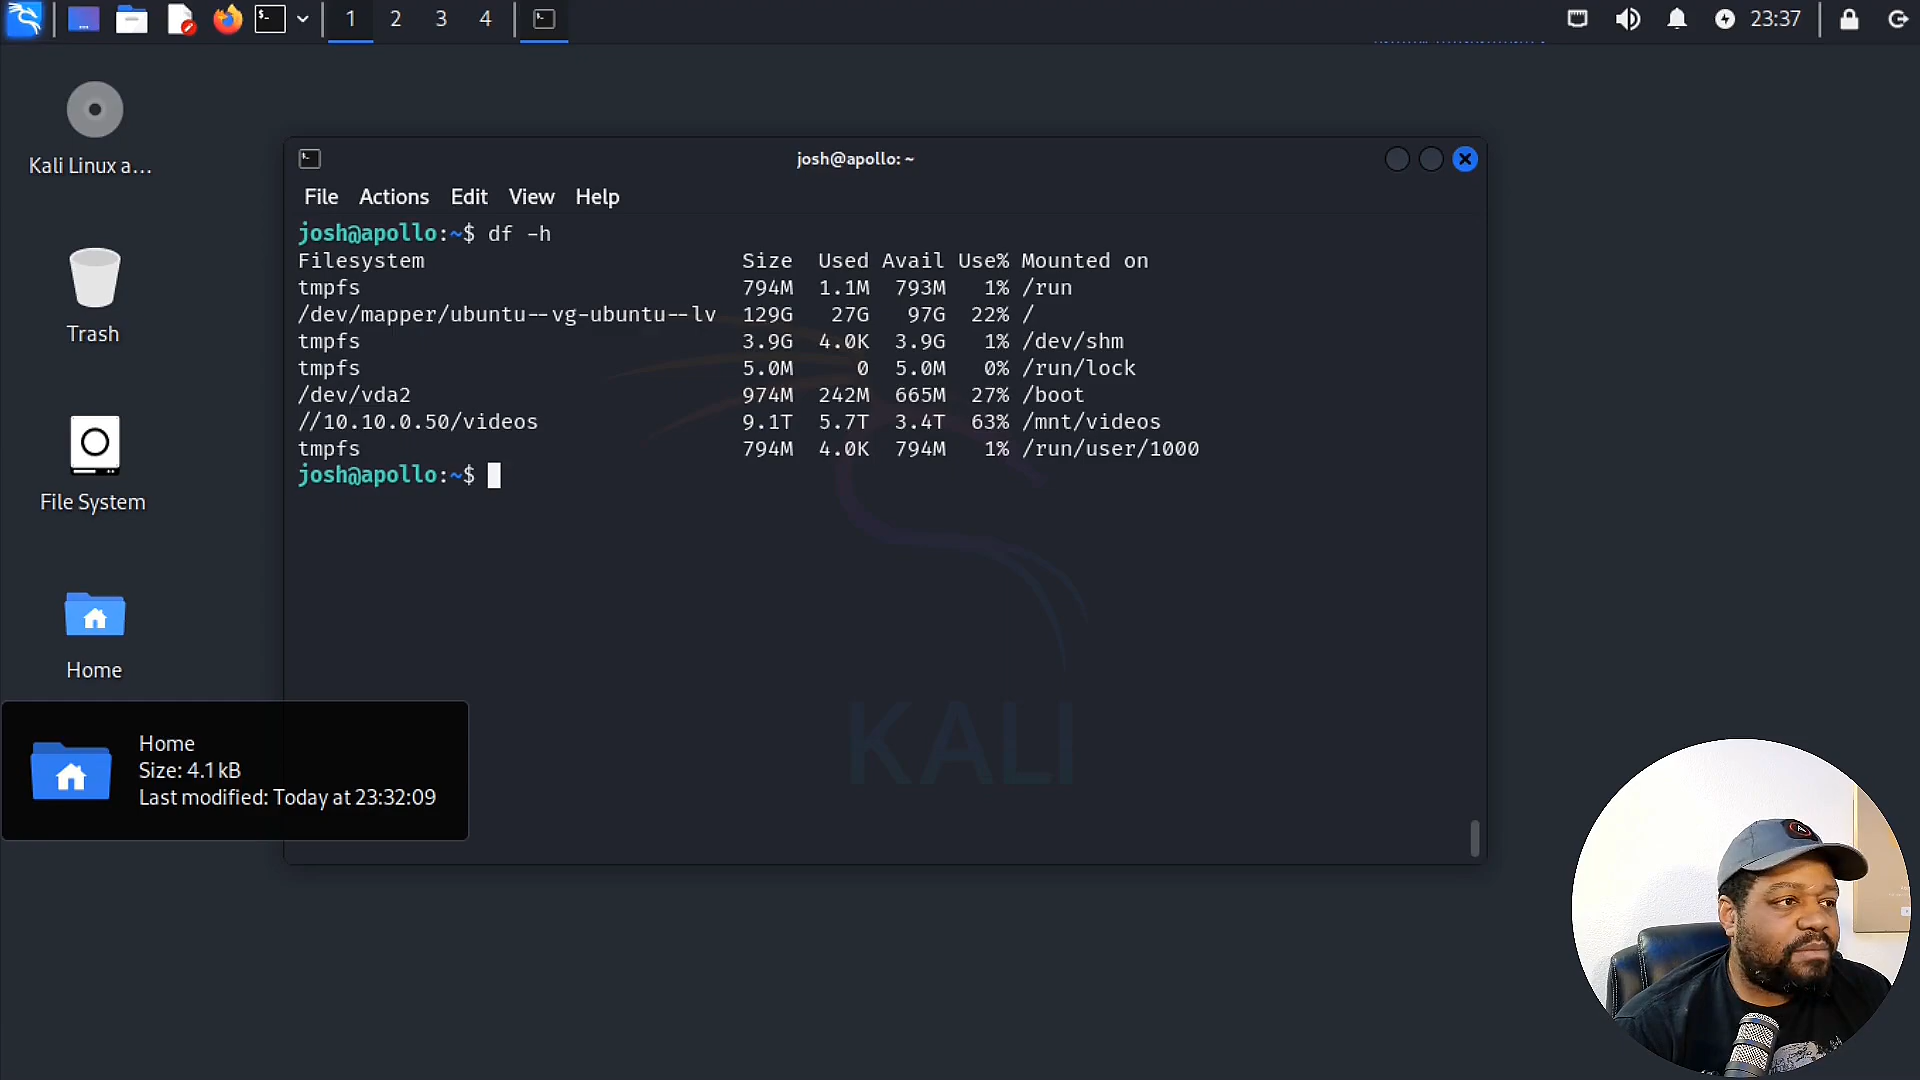 1 2 3 4
23:37
Kali Linux a...
Trash
File System
Home
Home
Size: 4.1 kB
Last modified: Today at 23:32:09
josh@apollo: ~
File Actions Edit View Help
josh@apollo:~$ df -h
Filesystem Size Used Avail Use% Mounted on
tmpfs 794M 1.1M 793M 1% /run
/dev/mapper/ubuntu--vg-ubuntu--lv 129G 27G 97G 22% /
tmpfs 3.9G 4.0K 3.9G 1% /dev/shm
tmpfs 5.0M 0 5.0M 0% /run/lock
/dev/vda2 974M 242M 665M 27% /boot
//10.10.0.50/videos 9.1T 5.7T 3.4T 63% /mnt/videos
tmpfs 794M 4.0K 794M 1% /run/user/1000
josh@apollo:~$
KALI